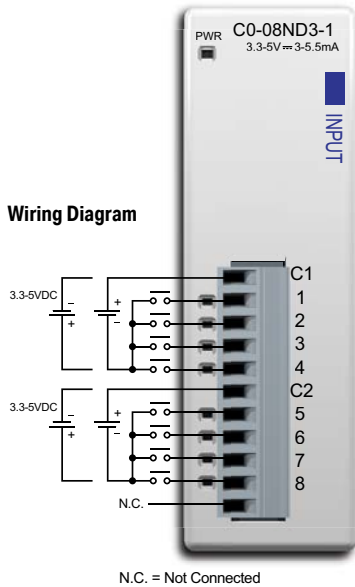 PWR
C0-08ND3-1
3.3-5V⎓3-5.5mA
INPUT
Wiring Diagram
C1
3.3-5VDC
–
+
+
–
1
2
3
4
C2
3.3-5VDC
–
+
+
–
5
6
7
8
N.C.
N.C. = Not Connected